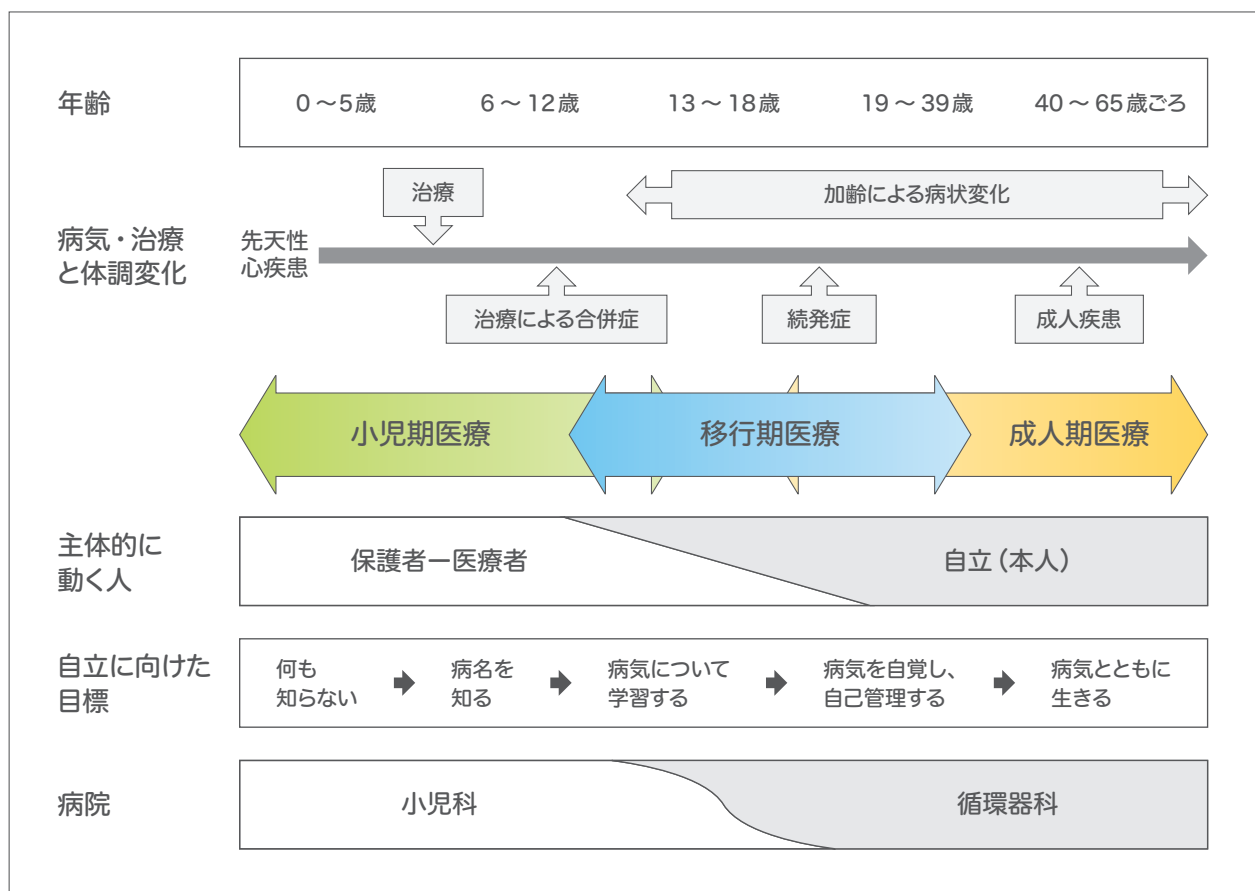 年齢
0～5歳 6～12歳 13～18歳 19～39歳 40～65歳ごろ
治療
加齢による病状変化
病気・治療
と体調変化
先天性
心疾患
治療による合併症
続発症
成人疾患
小児期医療
移行期医療
成人期医療
主体的に
動く人
保護者ー医療者
自立（本人）
自立に向けた
目標
何も
知らない
病名を
知る
病気について
学習する
病気を自覚し、
自己管理する
病気とともに
生きる
病院
小児科
循環器科